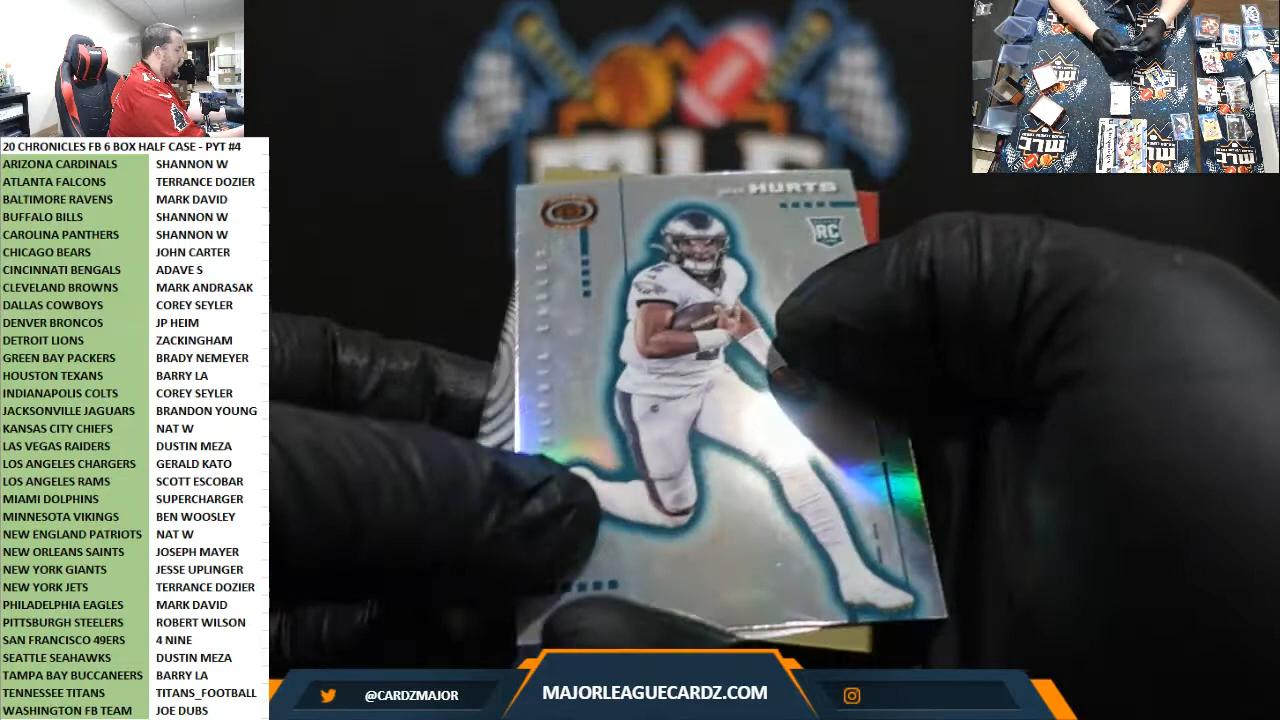 20 CHRONICLES FB 6 BOX HALF CASE - PYT #4
ARIZONA CARDINALS SHANNON W
ATLANTA FALCONS TERRANCE DOZIER
BALTIMORE RAVENS MARK DAVID
BUFFALO BILLS SHANNON W
CAROLINA PANTHERS SHANNON W
CHICAGO BEARS JOHN CARTER
CINCINNATI BENGALS ADAVE S
CLEVELAND BROWNS MARK ANDRASAK
DALLAS COWBOYS COREY SEYLER
DENVER BRONCOS JP HEIM
DETROIT LIONS ZACKINGHAM
GREEN BAY PACKERS BRADY NEMEYER
HOUSTON TEXANS BARRY LA
INDIANAPOLIS COLTS COREY SEYLER
JACKSONVILLE JAGUARS BRANDON YOUNG
KANSAS CITY CHIEFS NAT W
LAS VEGAS RAIDERS DUSTIN MEZA
LOS ANGELES CHARGERS GERALD KATO
LOS ANGELES RAMS SCOTT ESCOBAR
MIAMI DOLPHINS SUPERCHARGER
MINNESOTA VIKINGS BEN WOOSLEY
NEW ENGLAND PATRIOTS NAT W
NEW ORLEANS SAINTS JOSEPH MAYER
NEW YORK GIANTS JESSE UPLINGER
NEW YORK JETS TERRANCE DOZIER
PHILADELPHIA EAGLES MARK DAVID
PITTSBURGH STEELERS ROBERT WILSON
SAN FRANCISCO 49ERS 4 NINE
SEATTLE SEAHAWKS DUSTIN MEZA
TAMPA BAY BUCCANEERS BARRY LA
TENNESSEE TITANS TITANS_FOOTBALL
WASHINGTON FB TEAM JOE DUBS
HURTS
RC
@CARDZMAJOR
MAJORLEAGUECARDZ.COM